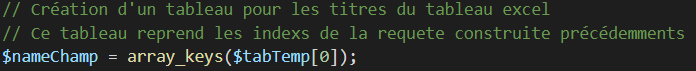 // Création d'un tableau pour les titres du tableau excel
// Ce tableau reprend les indexs de la requete construite précédemments
$nameChamp = array_keys($tabTemp[0]);